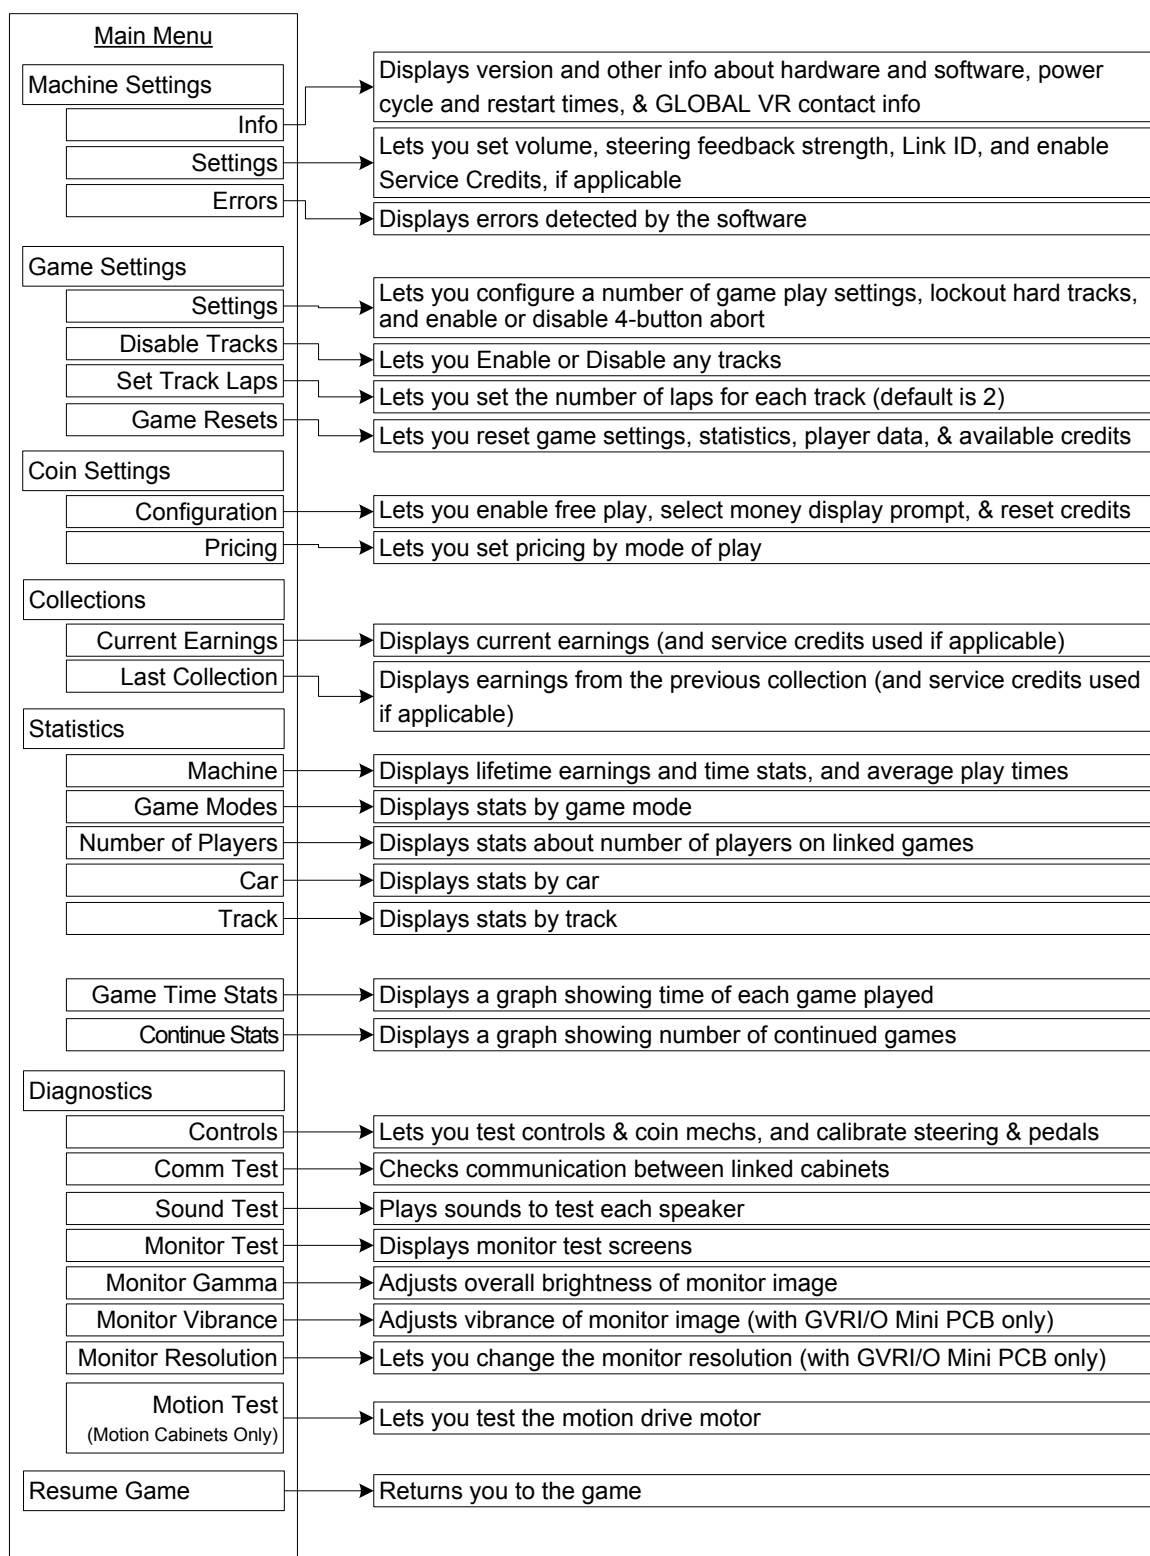 Main Menu
Machine Settings
Info
Displays version and other info about hardware and software, power
cycle and restart times, & GLOBAL VR contact info
Settings
Lets you set volume, steering feedback strength, Link ID, and enable
Service Credits, if applicable
Errors
Displays errors detected by the software
Game Settings
Settings
Lets you configure a number of game play settings, lockout hard tracks,
and enable or disable 4-button abort
Disable Tracks
Lets you Enable or Disable any tracks
Set Track Laps
Lets you set the number of laps for each track (default is 2)
Game Resets
Lets you reset game settings, statistics, player data, & available credits
Coin Settings
Configuration
Lets you enable free play, select money display prompt, & reset credits
Pricing
Lets you set pricing by mode of play
Collections
Current Earnings
Displays current earnings (and service credits used if applicable)
Last Collection
Displays earnings from the previous collection (and service credits used
if applicable)
Statistics
Machine
Displays lifetime earnings and time stats, and average play times
Game Modes
Displays stats by game mode
Number of Players
Displays stats about number of players on linked games
Car
Displays stats by car
Track
Displays stats by track
Game Time Stats
Displays a graph showing time of each game played
Continue Stats
Displays a graph showing number of continued games
Diagnostics
Controls
Lets you test controls & coin mechs, and calibrate steering & pedals
Comm Test
Checks communication between linked cabinets
Sound Test
Plays sounds to test each speaker
Monitor Test
Displays monitor test screens
Monitor Gamma
Adjusts overall brightness of monitor image
Monitor Vibrance
Adjusts vibrance of monitor image (with GVRI/O Mini PCB only)
Monitor Resolution
Lets you change the monitor resolution (with GVRI/O Mini PCB only)
Motion Test
(Motion Cabinets Only)
Lets you test the motion drive motor
Resume Game
Returns you to the game